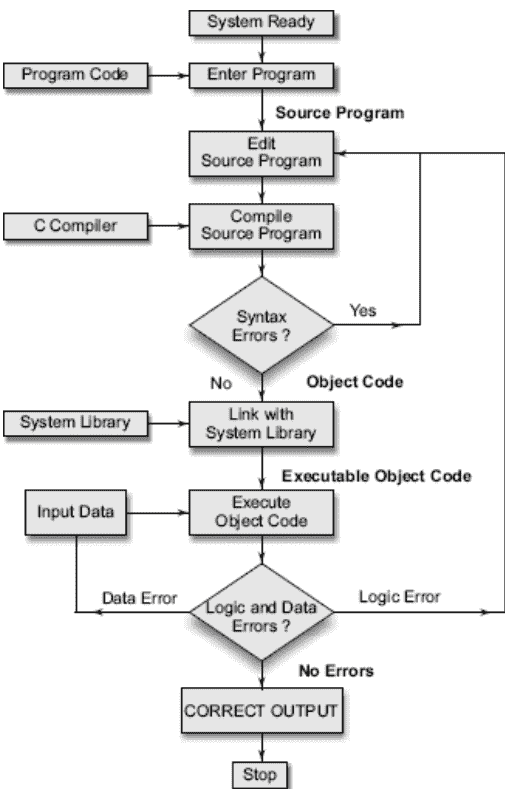 System Ready
Program Code
Enter Program
Source Program
Edit
Source Program
C Compiler
Compile
Source Program
Syntax
Errors ?
Yes
No
Object Code
System Library
Link with
System Library
Executable Object Code
Input Data
Execute
Object Code
Data Error
Logic and Data
Errors ?
Logic Error
No Errors
CORRECT OUTPUT
Stop